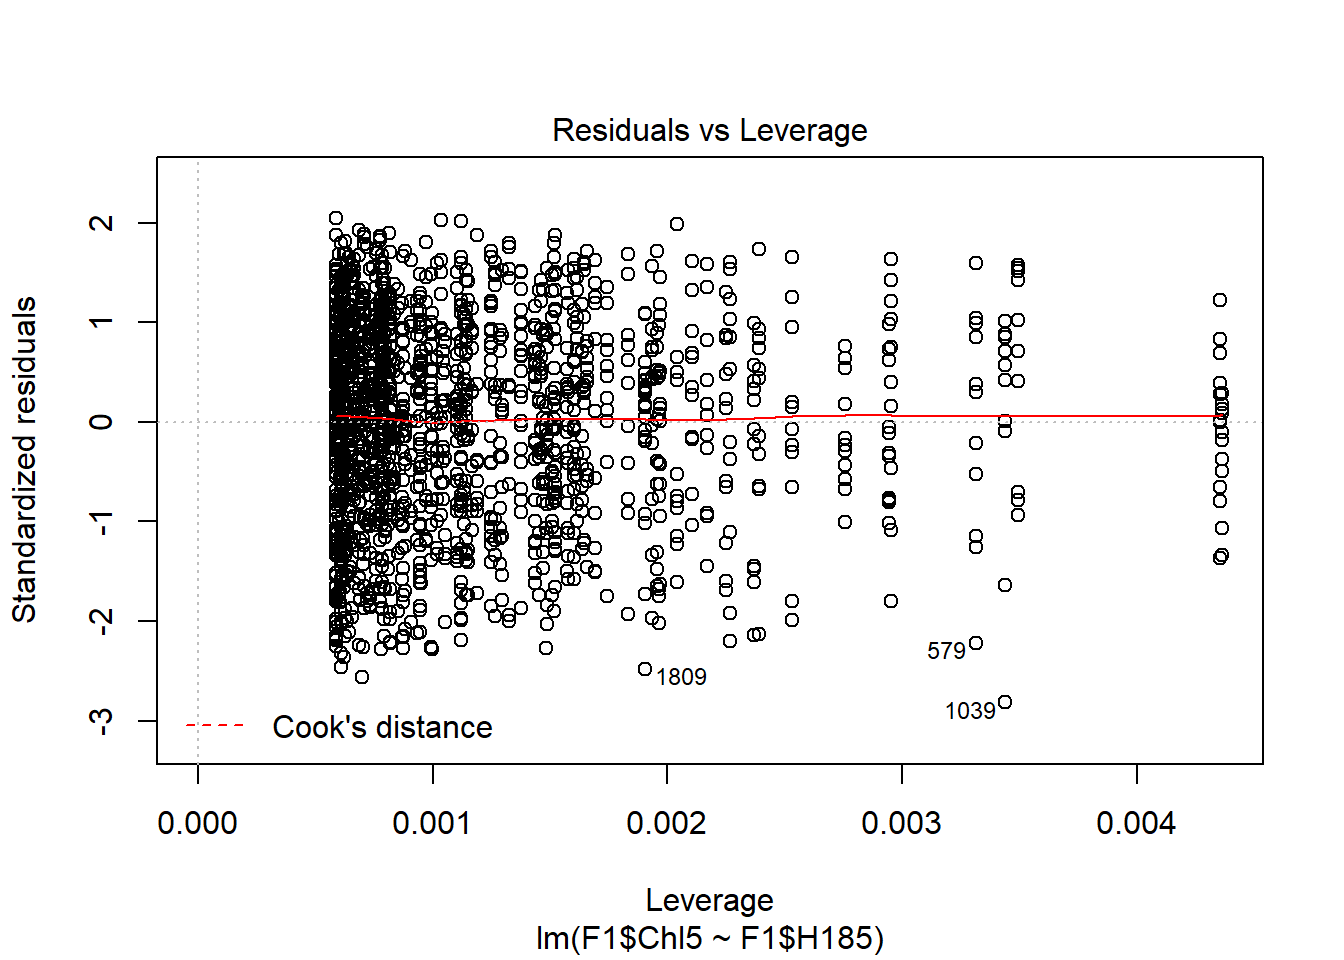 Residuals vs Leverage
Standardized residuals
2
1
0
-1
-2
-3
579
1809
1039
Cook's distance
0.000 0.001 0.002 0.003 0.004
Leverage
lm(F1$Chl5 ~ F1$H185)